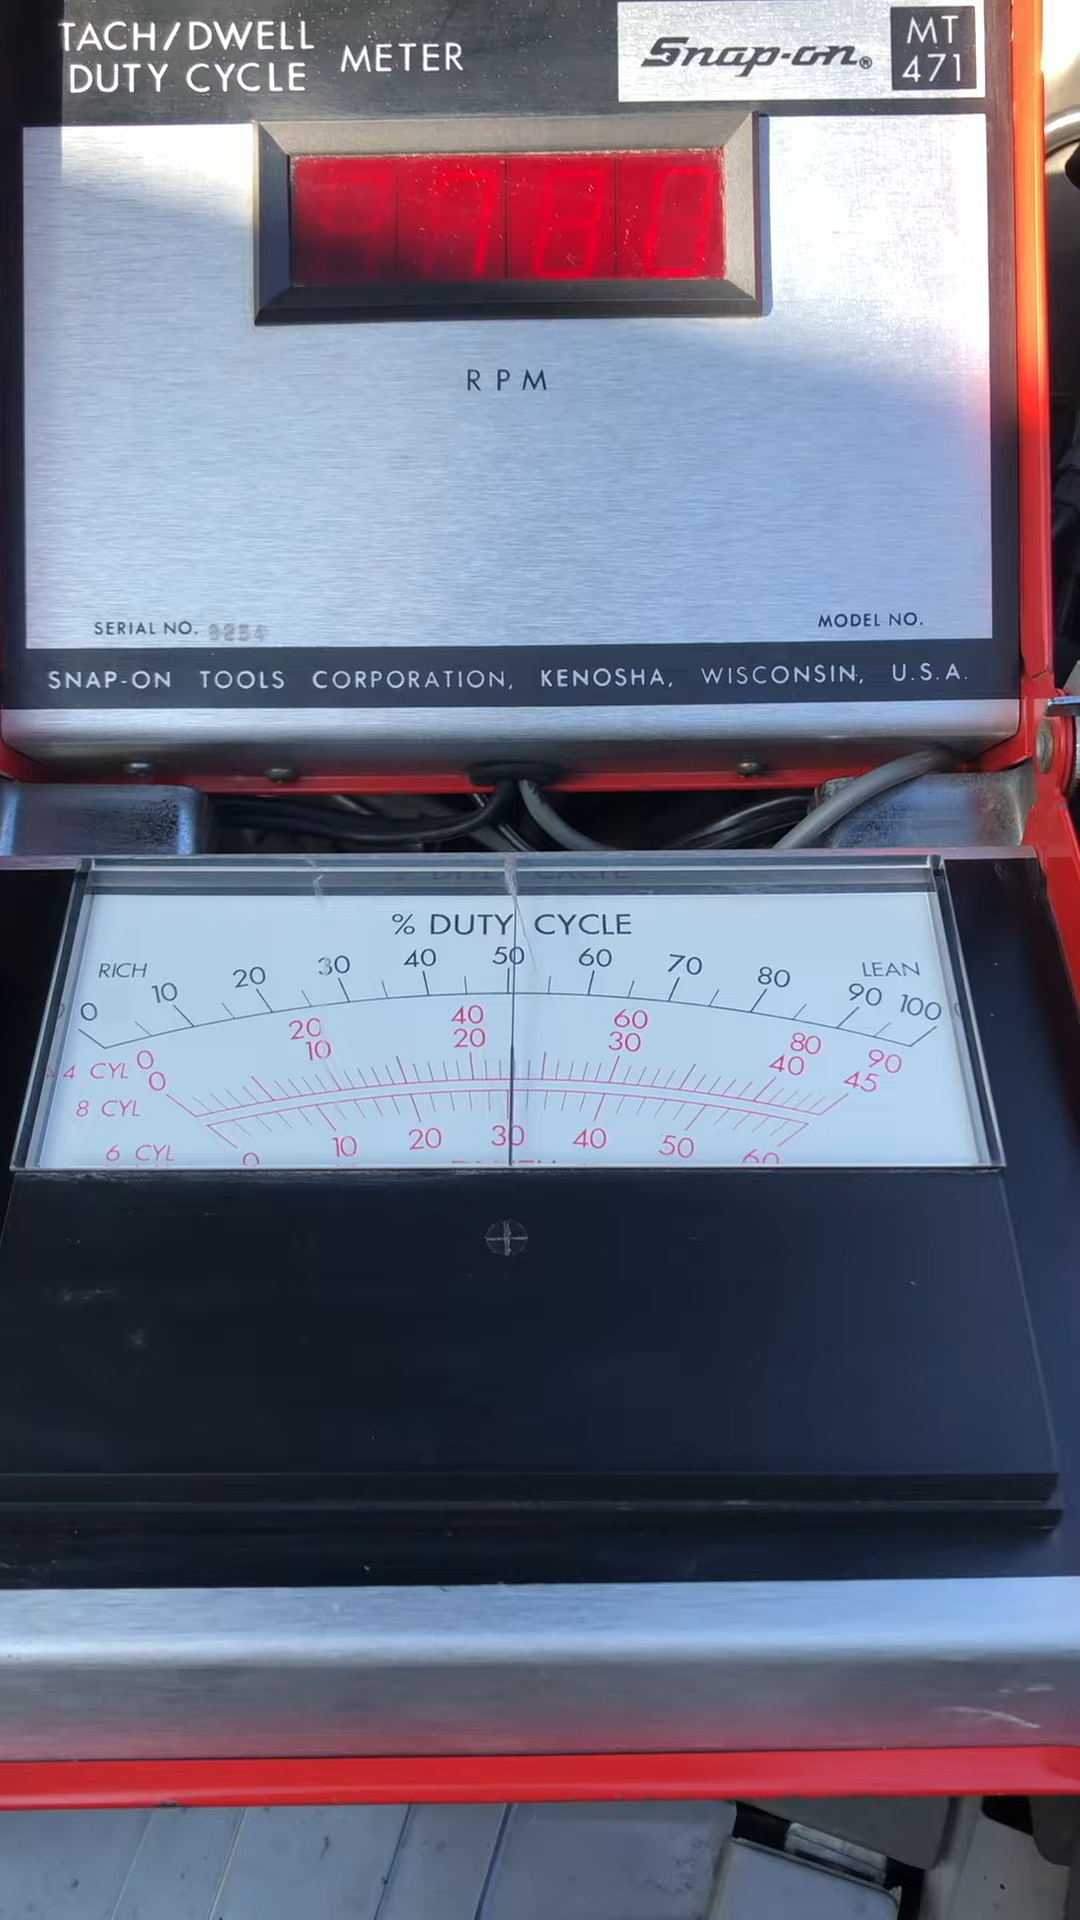 TACH/DWELL
DUTY CYCLE METER
Snap-on®
MT
471
RPM
SERIAL NO. 9254
MODEL NO.
SNAP-ON TOOLS CORPORATION, KENOSHA, WISCONSIN, U.S.A.
% DUTY CYCLE
RICH LEAN
0 10 20 30 40 50 60 70 80 90 100
4 CYL 0 20 40 60 80 90
8 CYL 0 10 20 30 40 45
6 CYL 0 10 20 30 40 50 60